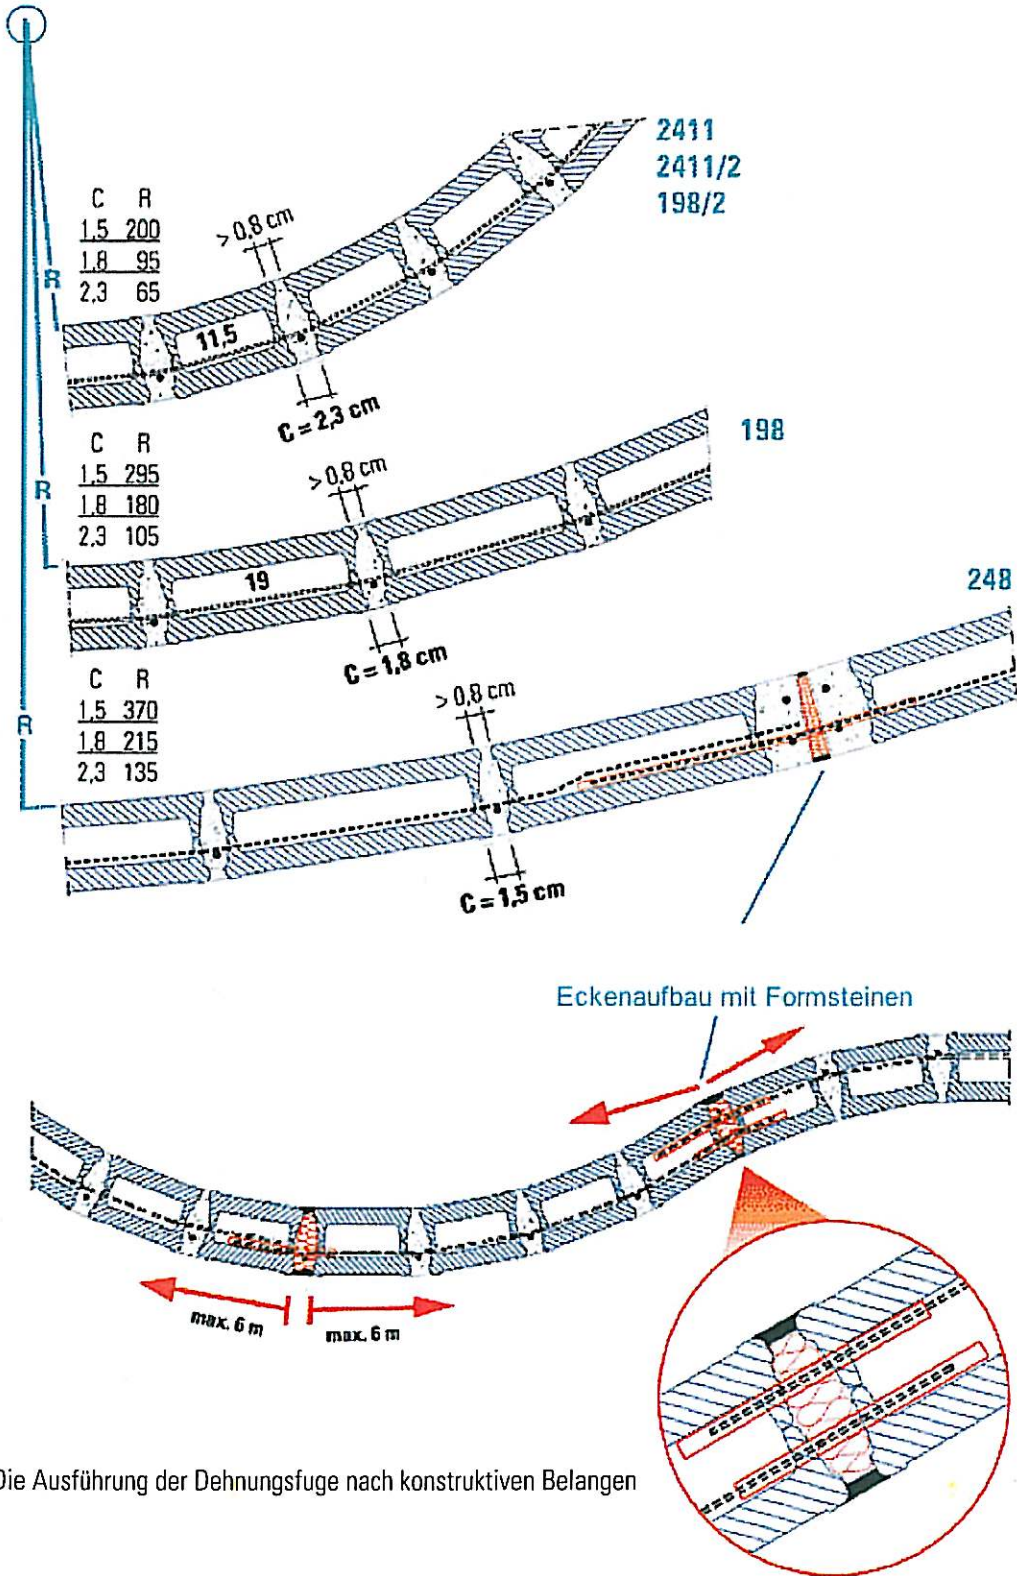 2411
2411/2
198/2
C R
1,5 200
1,8 95
2,3 65
> 0,8 cm
R
11,5
C = 2,3 cm
198
C R
1,5 295
1,8 180
2,3 105
> 0,8 cm
R
19
C = 1,8 cm
248
C R
1,5 370
1,8 215
2,3 135
> 0,8 cm
R
C = 1,5 cm
Eckenaufbau mit Formsteinen
max. 6 m
max. 6 m
Die Ausführung der Dehnungsfuge nach konstruktiven Belangen